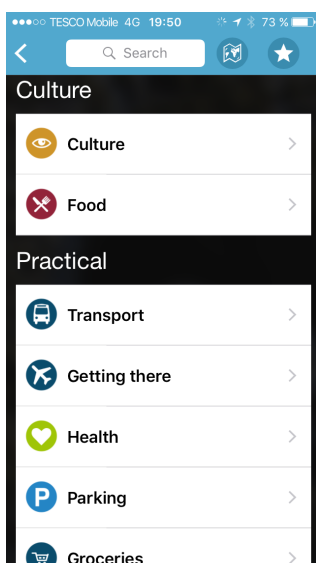 TESCO Mobile 4G 19:50 73 %
Search
Culture
Culture
Food
Practical
Transport
Getting there
Health
P Parking
Groceries